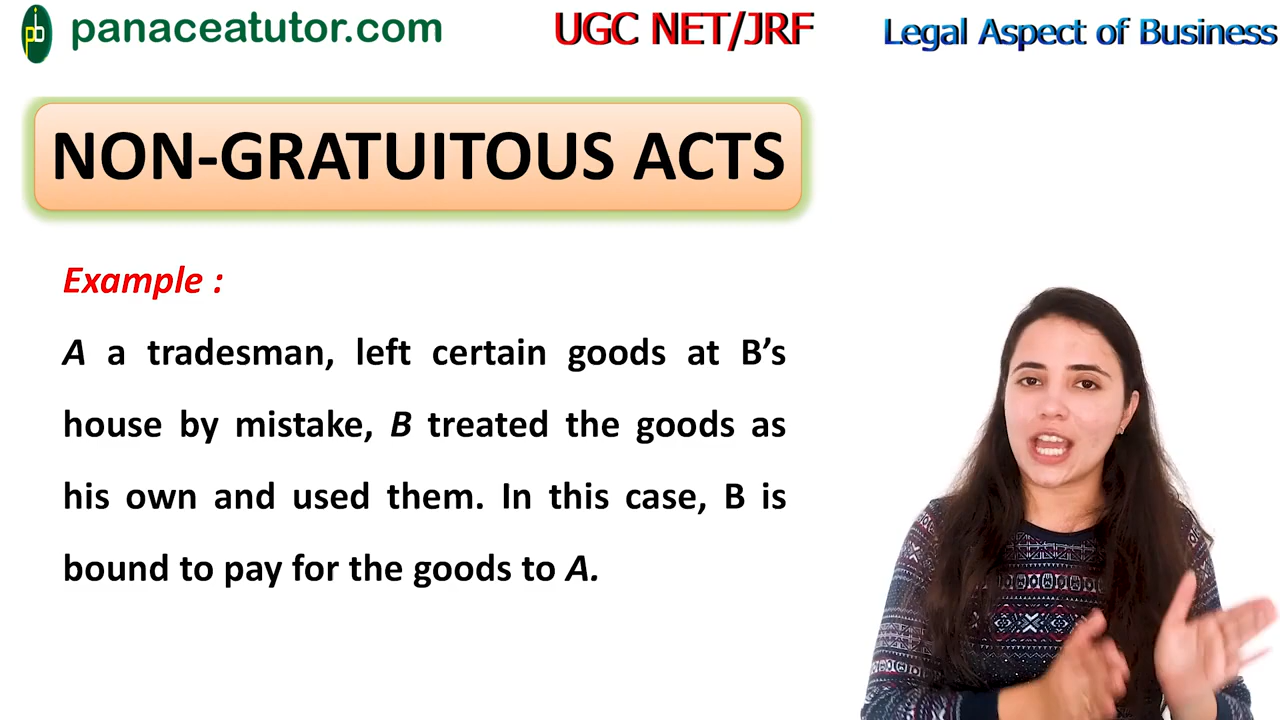 pb panaceatutor.com UGC NET/JRF Legal Aspect of Business
NON-GRATUITOUS ACTS
Example :
A a tradesman, left certain goods at B’s
house by mistake, B treated the goods as
his own and used them. In this case, B is
bound to pay for the goods to A.